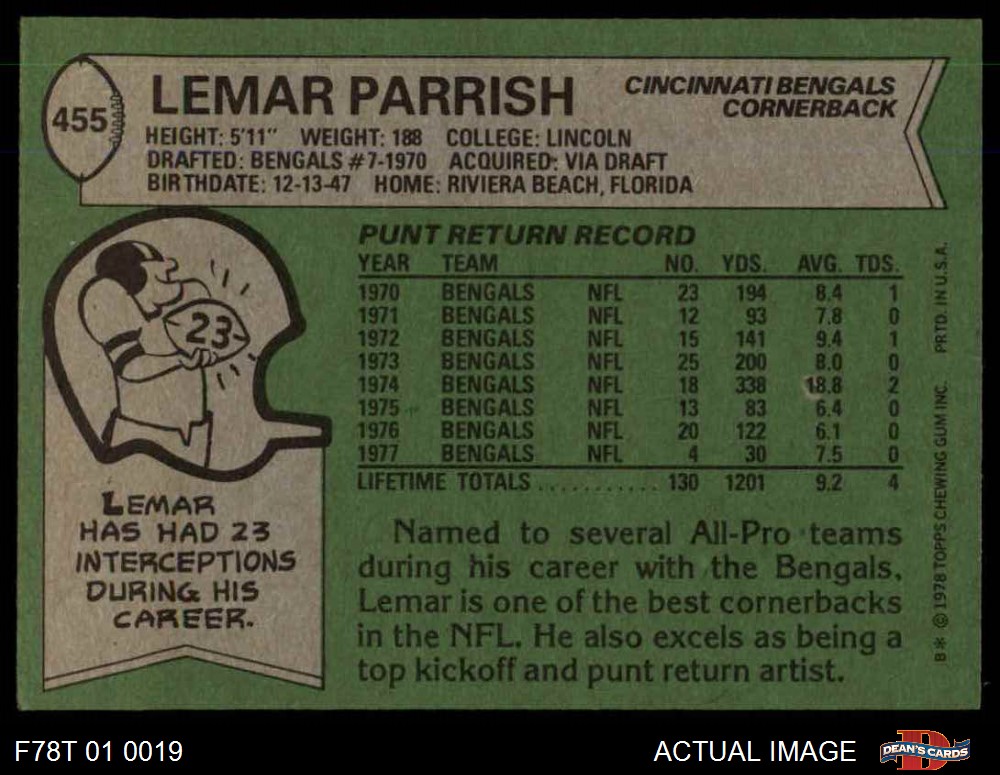 455
LEMAR PARRISH
CINCINNATI BENGALS
CORNERBACK
HEIGHT: 5'11" WEIGHT: 188 COLLEGE: LINCOLN
DRAFTED: BENGALS #7-1970 ACQUIRED: VIA DRAFT
BIRTHDATE: 12-13-47 HOME: RIVIERA BEACH, FLORIDA
23
LEMAR
HAS HAD 23
INTERCEPTIONS
DURING HIS
CAREER.
PUNT RETURN RECORD
YEAR TEAM NO. YDS. AVG. TDS.
1970 BENGALS NFL 23 194 8.4 1
1971 BENGALS NFL 12 93 7.8 0
1972 BENGALS NFL 15 141 9.4 1
1973 BENGALS NFL 25 200 8.0 0
1974 BENGALS NFL 18 338 18.8 2
1975 BENGALS NFL 13 83 6.4 0
1976 BENGALS NFL 20 122 6.1 0
1977 BENGALS NFL 4 30 7.5 0
LIFETIME TOTALS ........... 130 1201 9.2 4
Named to several All-Pro teams
during his career with the Bengals,
Lemar is one of the best cornerbacks
in the NFL. He also excels as being a
top kickoff and punt return artist.
B* © 1978 TOPPS CHEWING GUM INC. PRTD. IN U.S.A.
F78T 01 0019
ACTUAL IMAGE
D
DEAN'S CARDS